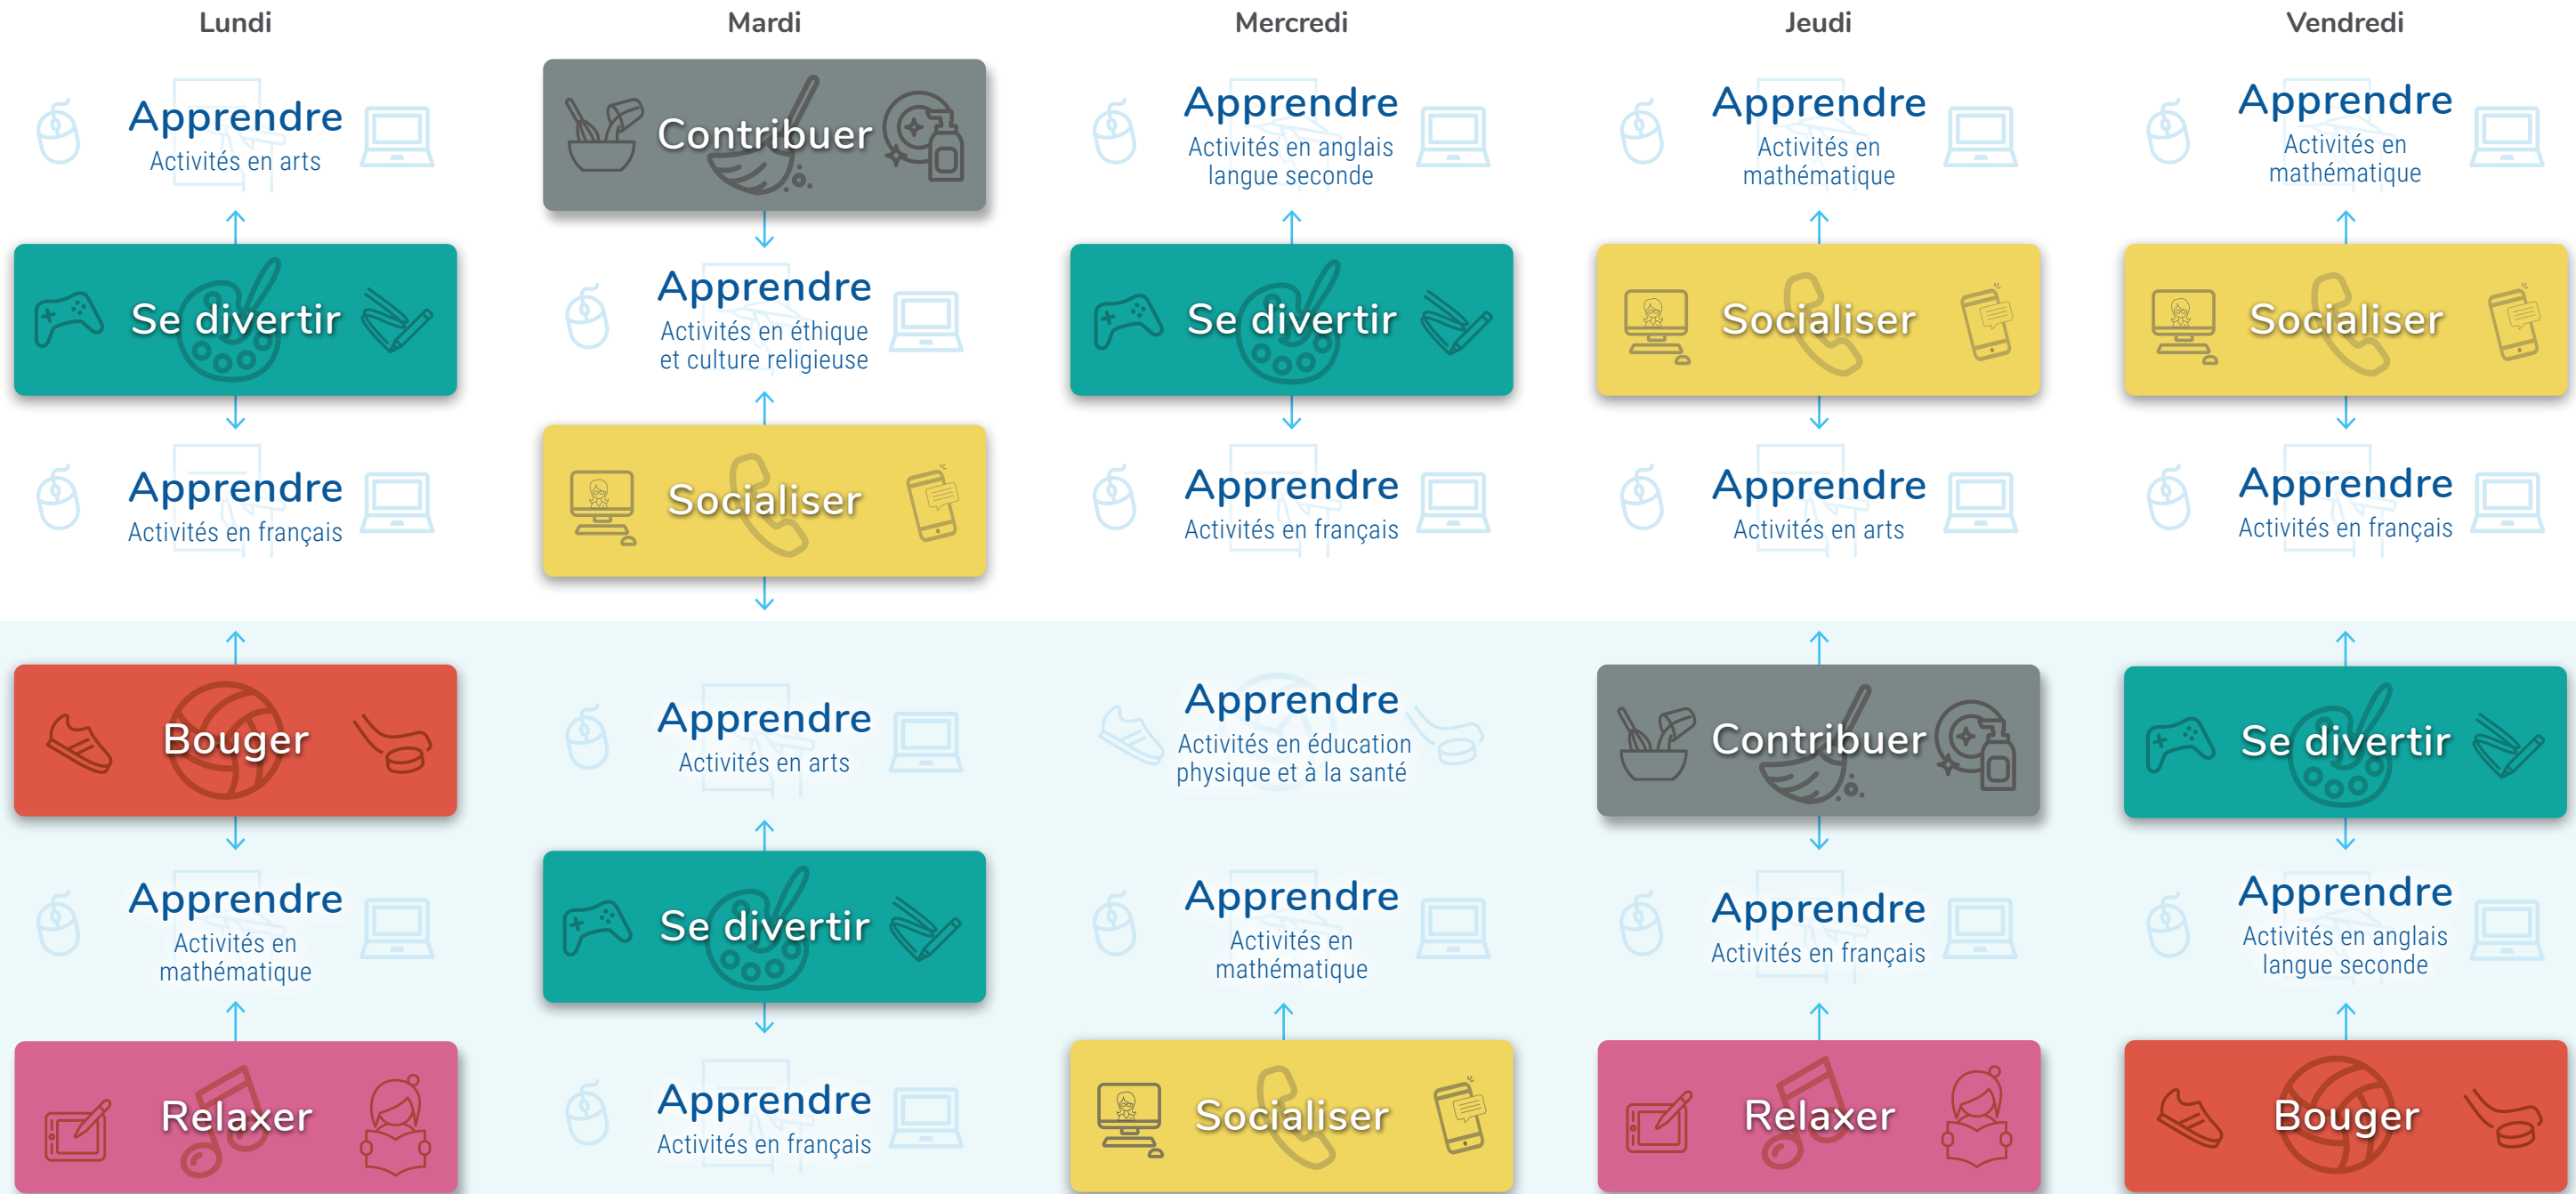 Lundi
Mardi
Mercredi
Jeudi
Vendredi
Apprendre
Activités en arts
Contribuer
Apprendre
Activités en anglais
langue seconde
Apprendre
Activités en
mathématique
Apprendre
Activités en
mathématique
Se divertir
Apprendre
Activités en éthique
et culture religieuse
Se divertir
Socialiser
Socialiser
Apprendre
Activités en français
Socialiser
Apprendre
Activités en français
Apprendre
Activités en arts
Apprendre
Activités en français
Bouger
Apprendre
Activités en arts
Apprendre
Activités en éducation
physique et à la santé
Contribuer
Se divertir
Apprendre
Activités en
mathématique
Se divertir
Apprendre
Activités en
mathématique
Apprendre
Activités en français
Apprendre
Activités en anglais
langue seconde
Relaxer
Apprendre
Activités en français
Socialiser
Relaxer
Bouger